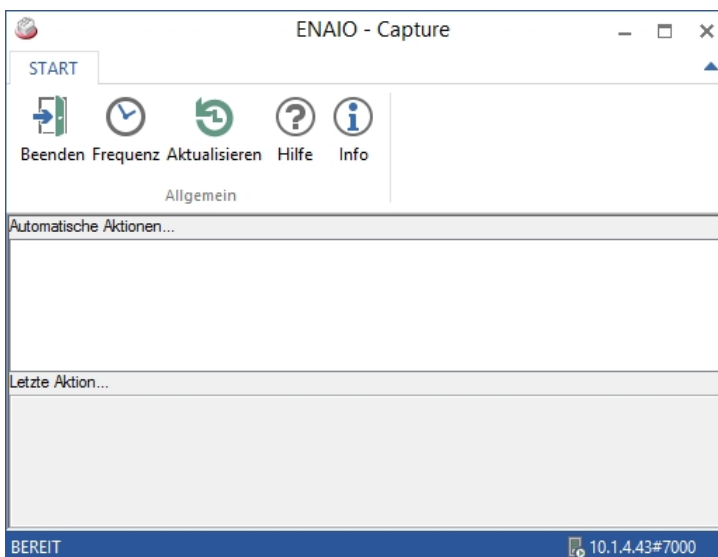 ENAIO - Capture
START
Beenden Frequenz Aktualisieren Hilfe Info
Allgemein
Automatische Aktionen...
Letzte Aktion...
BEREIT 10.1.4.43#7000